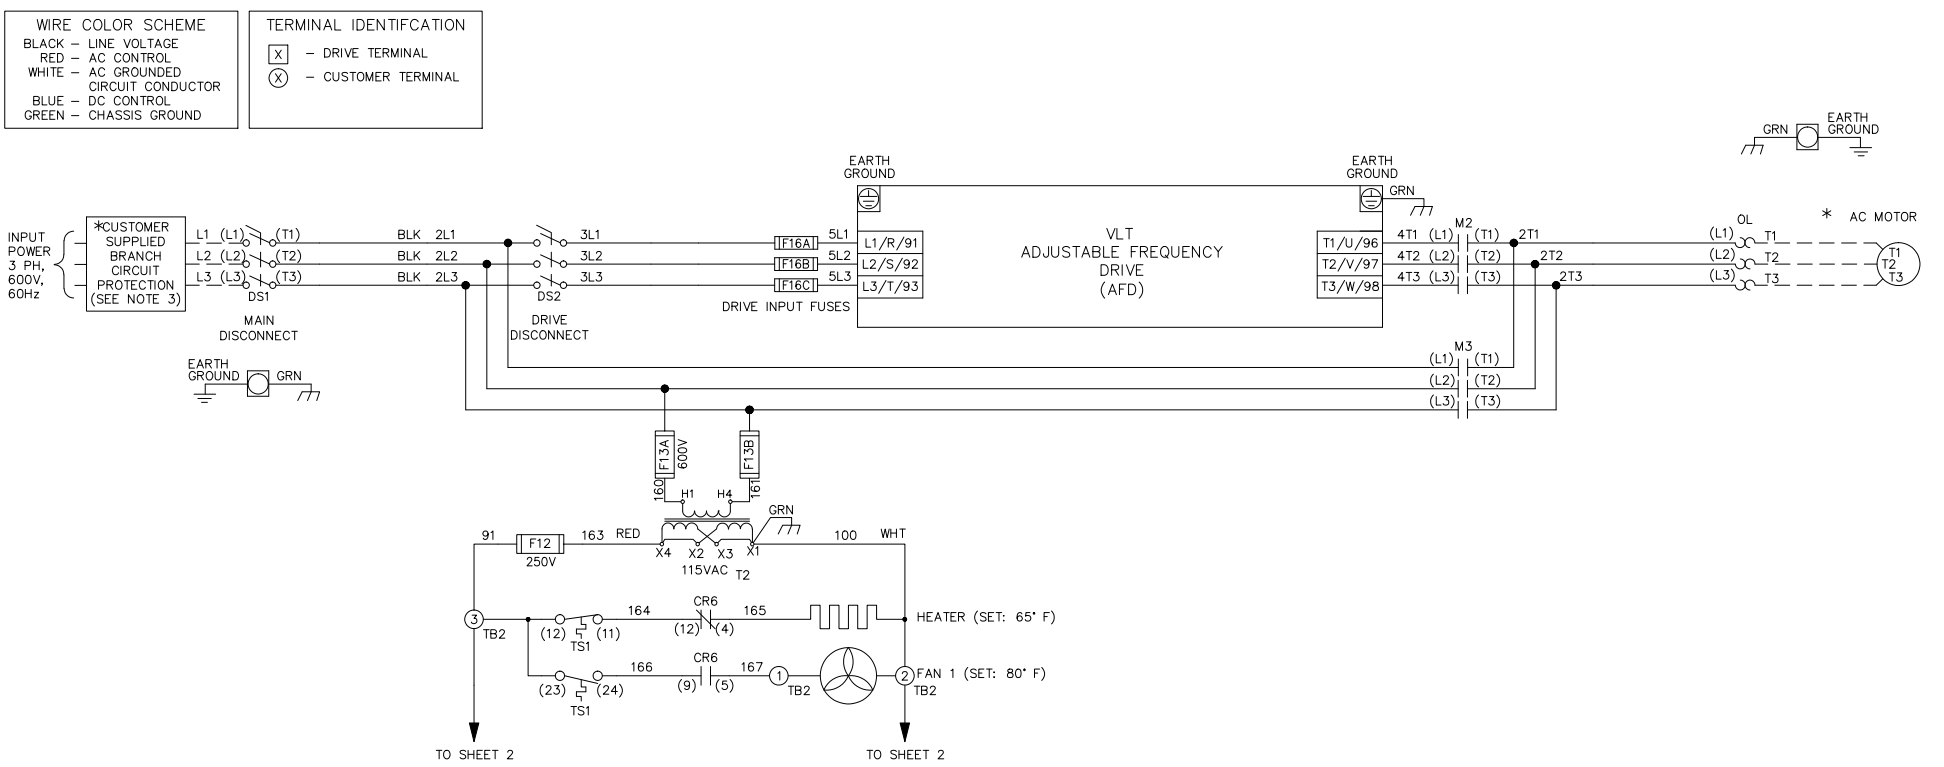 WIRE COLOR SCHEME
BLACK – LINE VOLTAGE
RED – AC CONTROL
WHITE – AC GROUNDED
CIRCUIT CONDUCTOR
BLUE – DC CONTROL
GREEN – CHASSIS GROUND
TERMINAL IDENTIFCATION
X – DRIVE TERMINAL
X – CUSTOMER TERMINAL
GRN
EARTH
GROUND
EARTH
GROUND
EARTH
GROUND
GRN
INPUT
POWER
3 PH,
600V,
60Hz
*CUSTOMER
SUPPLIED
BRANCH
CIRCUIT
PROTECTION
(SEE NOTE 3)
L1 (L1) (T1) BLK 2L1 3L1 F16A 5L1 L1/R/91
L2 (L2) (T2) BLK 2L2 3L2 F16B 5L2 L2/S/92
L3 (L3) (T3) BLK 2L3 3L3 F16C 5L3 L3/T/93
DS1
MAIN
DISCONNECT
DS2
DRIVE
DISCONNECT
DRIVE INPUT FUSES
VLT
ADJUSTABLE FREQUENCY
DRIVE
(AFD)
M2
T1/U/96 4T1 (L1) (T1) 2T1
T2/V/97 4T2 (L2) (T2) 2T2
T3/W/98 4T3 (L3) (T3) 2T3
OL
(L1) T1
(L2) T2
(L3) T3
* AC MOTOR
T1
T2
T3
EARTH
GROUND
GRN
M3
(L1) (T1)
(L2) (T2)
(L3) (T3)
F13A
600V
F13B
160
161
H1 H4
GRN
91 F12 163 RED
250V
X4 X2 X3 X1
100 WHT
115VAC T2
3
TB2
(12) (11)
TS1
164
CR6
(12) (4)
165
HEATER (SET: 65° F)
(23) (24)
TS1
166
CR6
(9) (5)
167
1
TB2
2
TB2
FAN 1 (SET: 80° F)
TO SHEET 2
TO SHEET 2